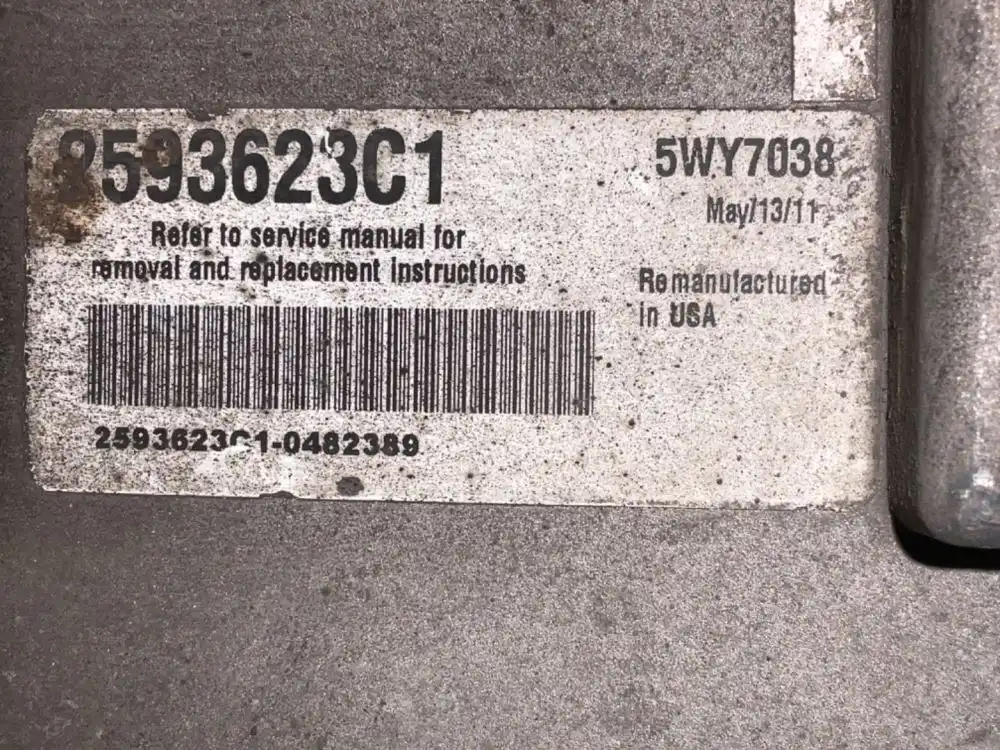 2593623C1
5WY7038
May/13/11
Refer to service manual for
removal and replacement instructions
Remanufactured
in USA
2593623C1-0482389